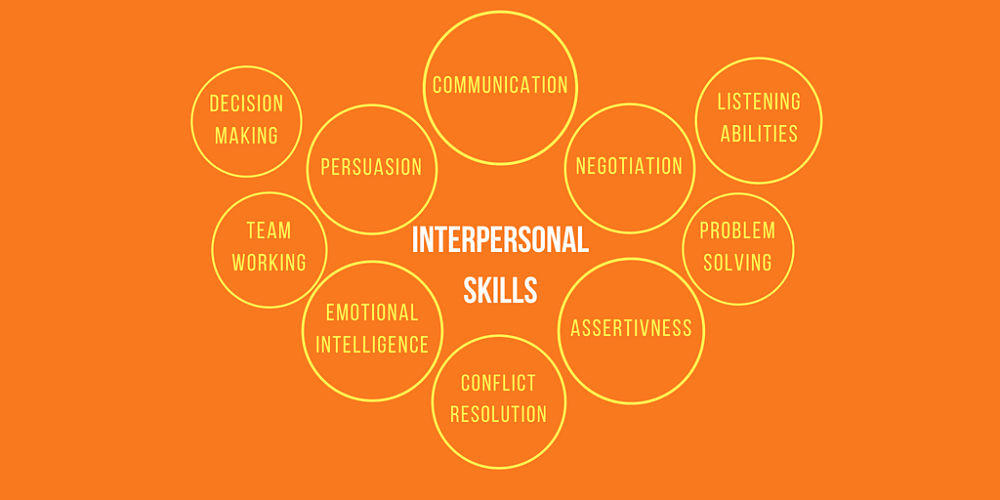 COMMUNICATION
DECISION
MAKING
LISTENING
ABILITIES
PERSUASION
NEGOTIATION
TEAM
WORKING
INTERPERSONAL
SKILLS
PROBLEM
SOLVING
EMOTIONAL
INTELLIGENCE
ASSERTIVNESS
CONFLICT
RESOLUTION